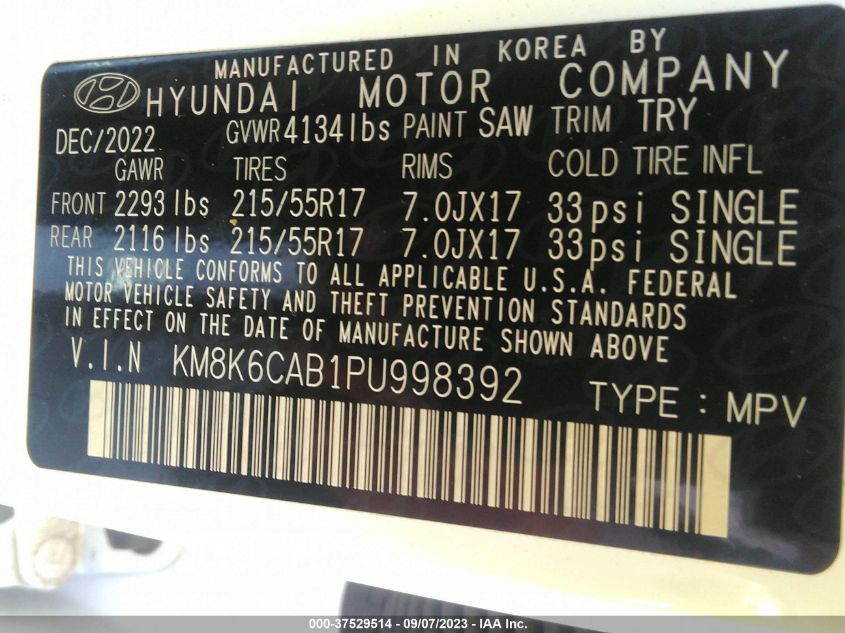 MANUFACTURED IN KOREA BY
HYUNDAI MOTOR COMPANY
DEC/2022 GVWR 4134 lbs PAINT SAW TRIM TRY
GAWR TIRES RIMS COLD TIRE INFL
FRONT 2293 lbs 215/55R17 7.0JX17 33psi SINGLE
REAR 2116 lbs 215/55R17 7.0JX17 33psi SINGLE
THIS VEHICLE CONFORMS TO ALL APPLICABLE U.S.A. FEDERAL
MOTOR VEHICLE SAFETY AND THEFT PREVENTION STANDARDS
IN EFFECT ON THE DATE OF MANUFACTURE SHOWN ABOVE
V.I.N KM8K6CAB1PU998392
TYPE : MPV
000-37529514 - 09/07/2023 - IAA Inc.